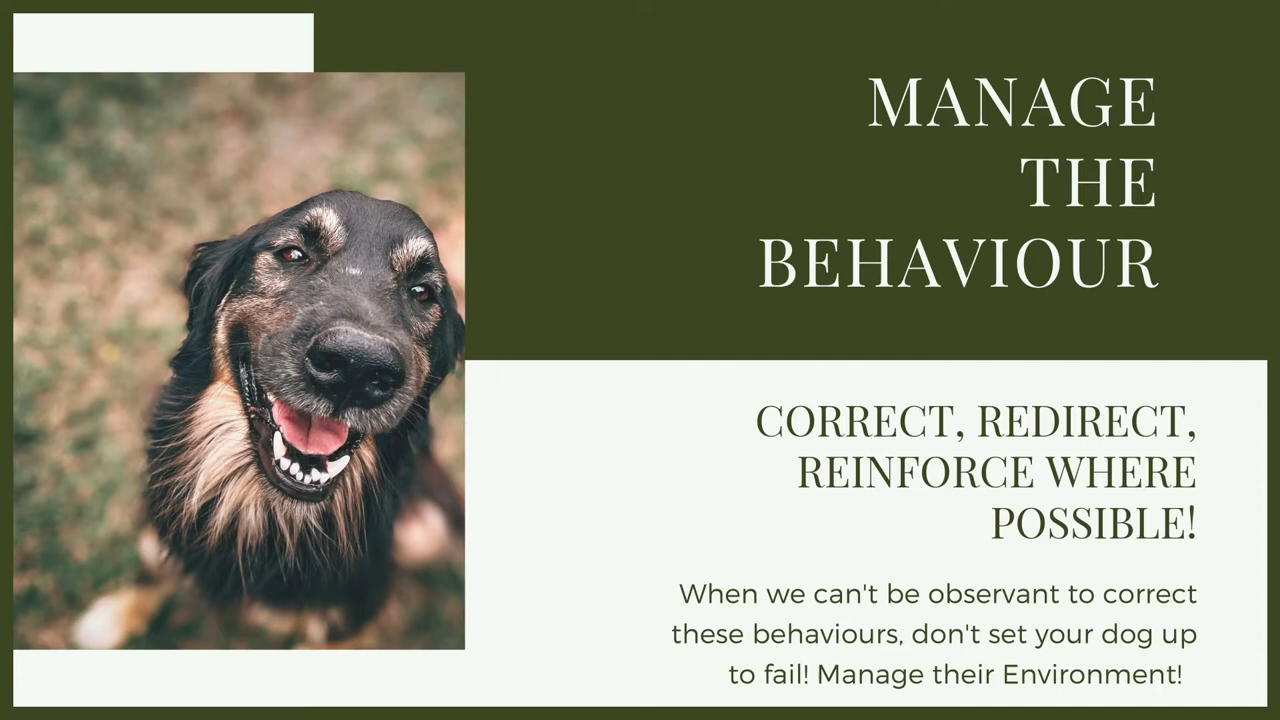 MANAGE
THE
BEHAVIOUR
CORRECT, REDIRECT,
REINFORCE WHERE
POSSIBLE!
When we can't be observant to correct
these behaviours, don't set your dog up
to fail! Manage their Environment!